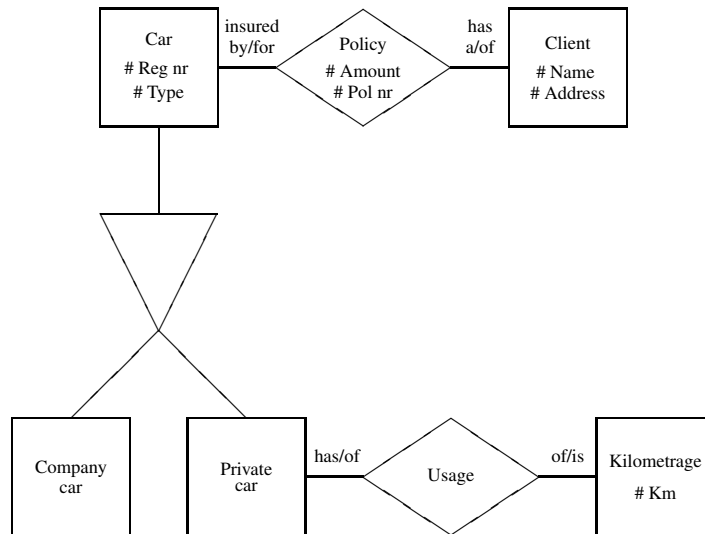 Car
# Reg nr
# Type
insured
by/for
Policy
# Amount
# Pol nr
has
a/of
Client
# Name
# Address
Company
car
Private
car
has/of
Usage
of/is
Kilometrage
# Km